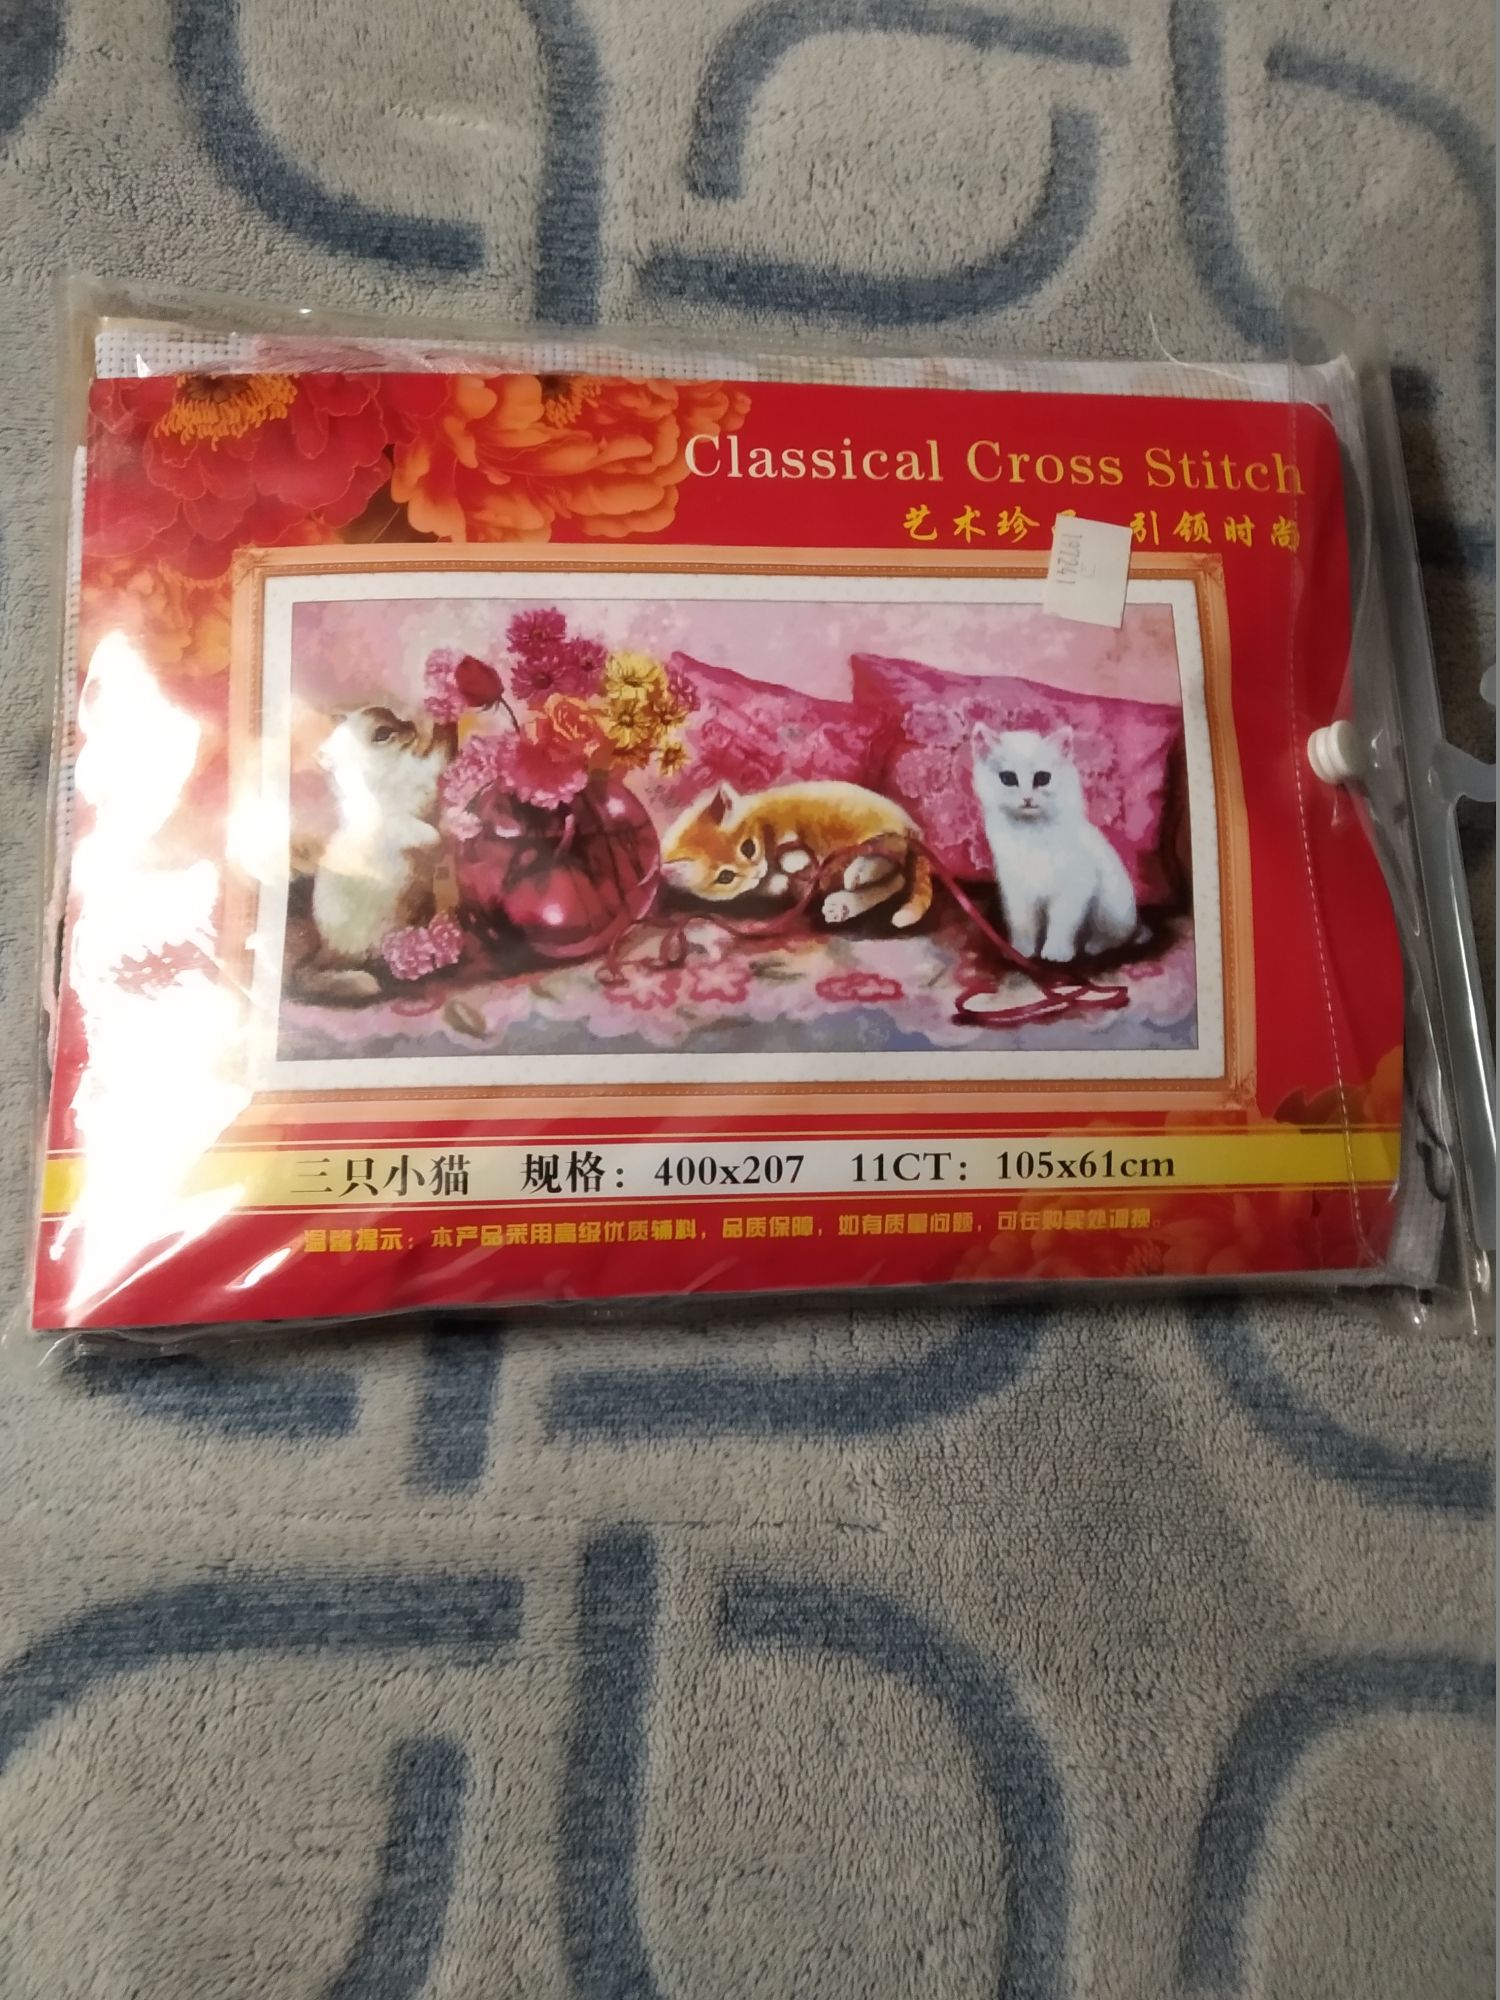 Classical Cross Stitch
艺术珍 引领时尚
197241
三只小猫 规格：400x207 11CT：105x61cm
温馨提示：本产品采用高级优质辅料，品质保障，如有质量问题，可在购买处调换。